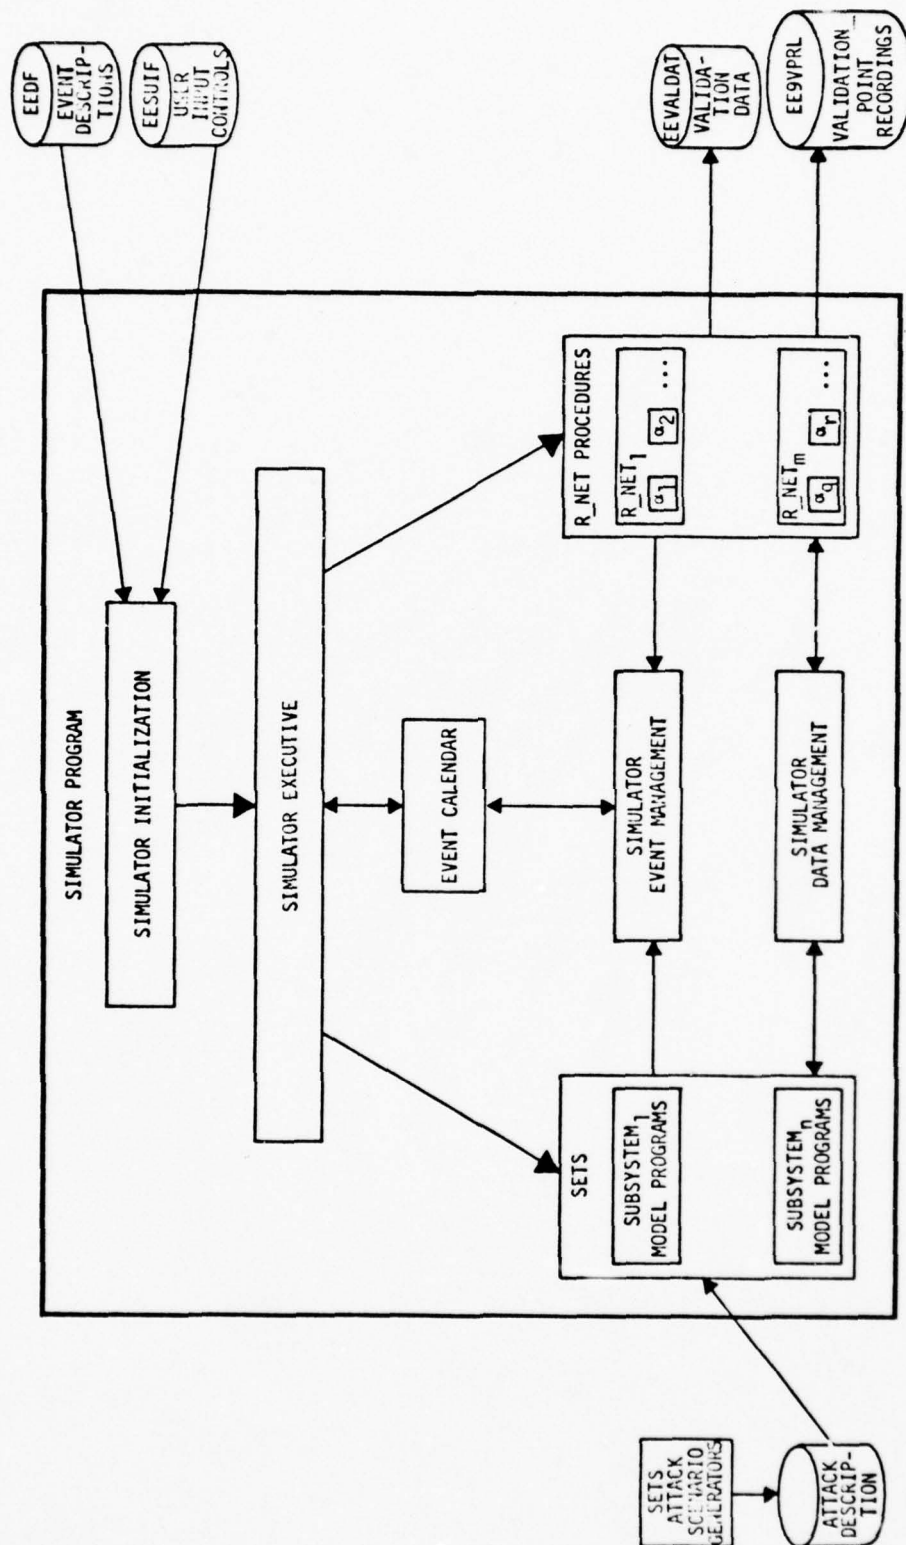 SIMULATOR PROGRAM
EEDF
EVENT
DESCRIP-
TIONS
EESUIF
USER
INPUT
CONTROLS
SIMULATOR INITIALIZATION
SIMULATOR EXECUTIVE
EVENT CALENDAR
SETS
SUBSYSTEM1
MODEL PROGRAMS
SUBSYSTEMn
MODEL PROGRAMS
SIMULATOR
EVENT MANAGEMENT
SIMULATOR
DATA MANAGEMENT
R_NET PROCEDURES
R_NET1
α1 α2 ...
R_NETm
αq αr ...
SETS
ATTACK
SCENARIO
GENERATORS
ATTACK
DESCRIP-
TION
EEVALDAT
VALIDA-
TION
DATA
EE9VPRL
VALIDATION_
POINT
RECORDINGS